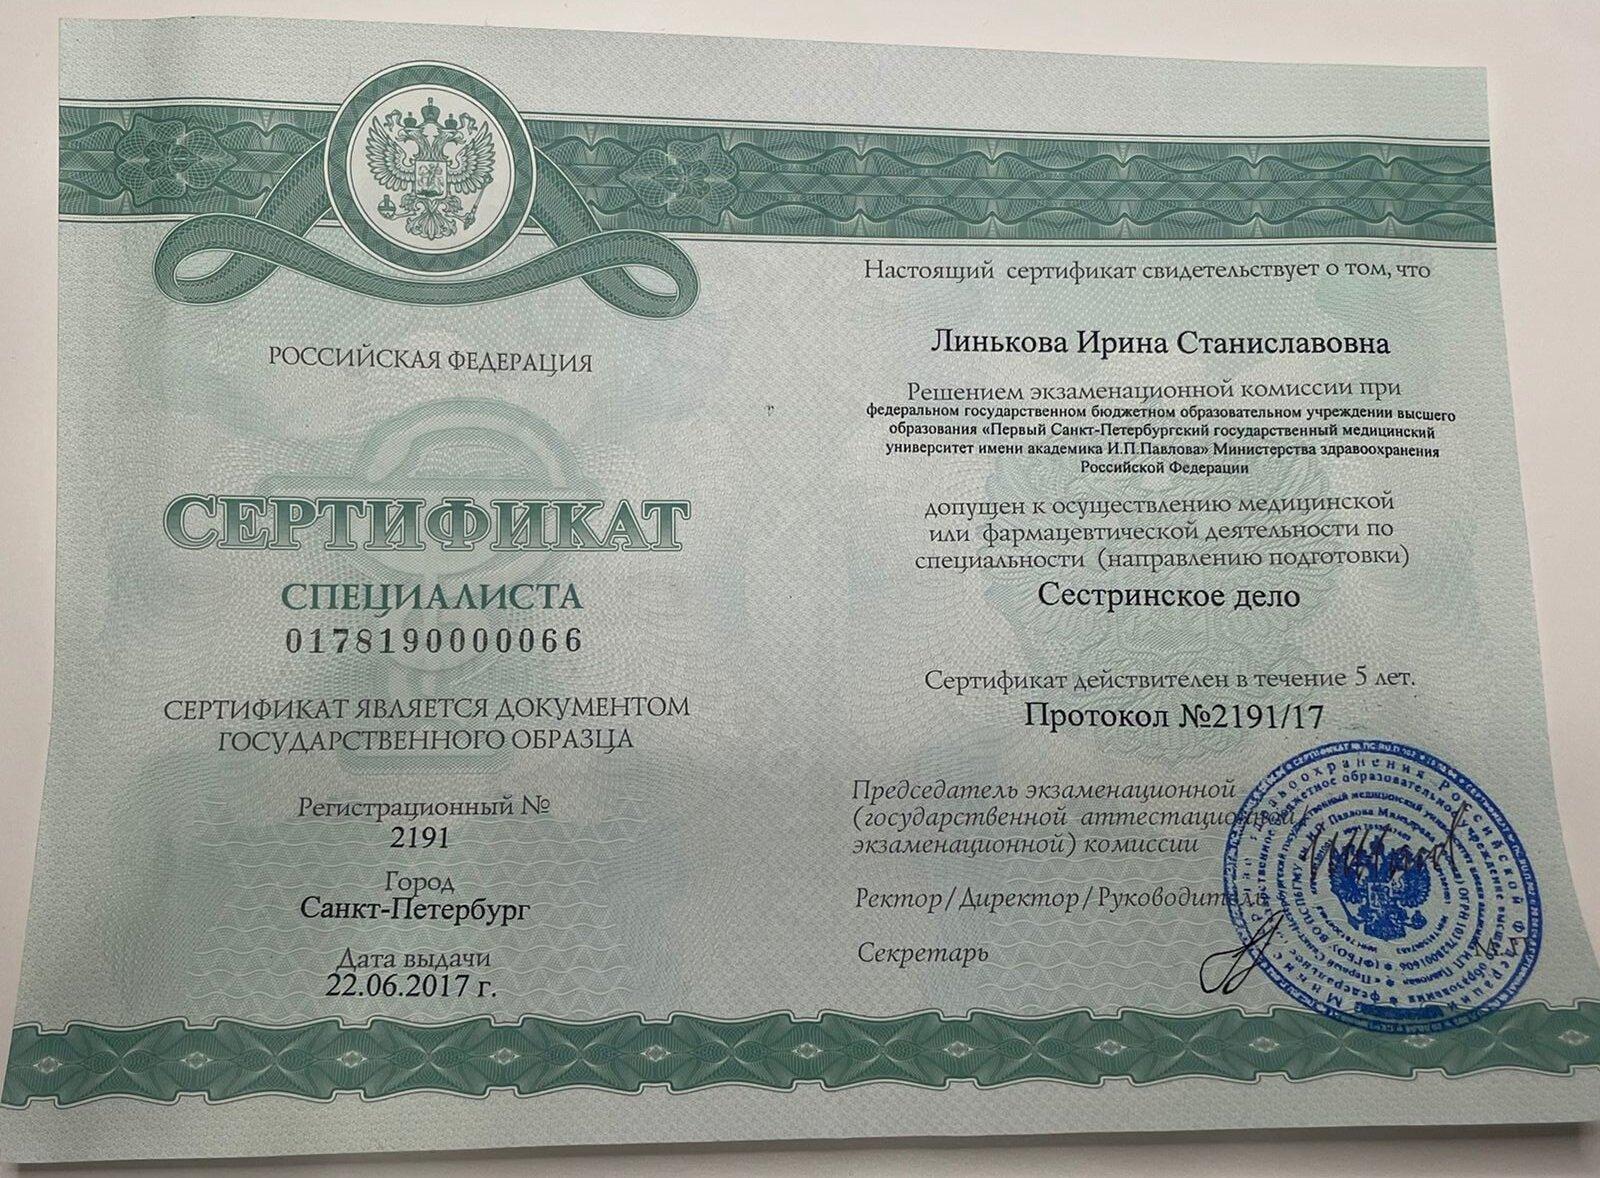 РОССИЙСКАЯ ФЕДЕРАЦИЯ
СЕРТИФИКАТ
СПЕЦИАЛИСТА
0178190000066
СЕРТИФИКАТ ЯВЛЯЕТСЯ ДОКУМЕНТОМ
ГОСУДАРСТВЕННОГО ОБРАЗЦА
Регистрационный №
2191
Город
Санкт-Петербург
Дата выдачи
22.06.2017 г.
Настоящий сертификат свидетельствует о том, что
Линькова Ирина Станиславовна
Решением экзаменационной комиссии при
федеральном государственном бюджетном образовательном учреждении высшего
образования «Первый Санкт-Петербургский государственный медицинский
университет имени академика И.П.Павлова» Министерства здравоохранения
Российской Федерации
допущен к осуществлению медицинской
или фармацевтической деятельности по
специальности (направлению подготовки)
Сестринское дело
Сертификат действителен в течение 5 лет.
Протокол №2191/17
Председатель экзаменационной
(государственной аттестационной/
экзаменационной) комиссии
Ректор/Директор/Руководитель
Секретарь